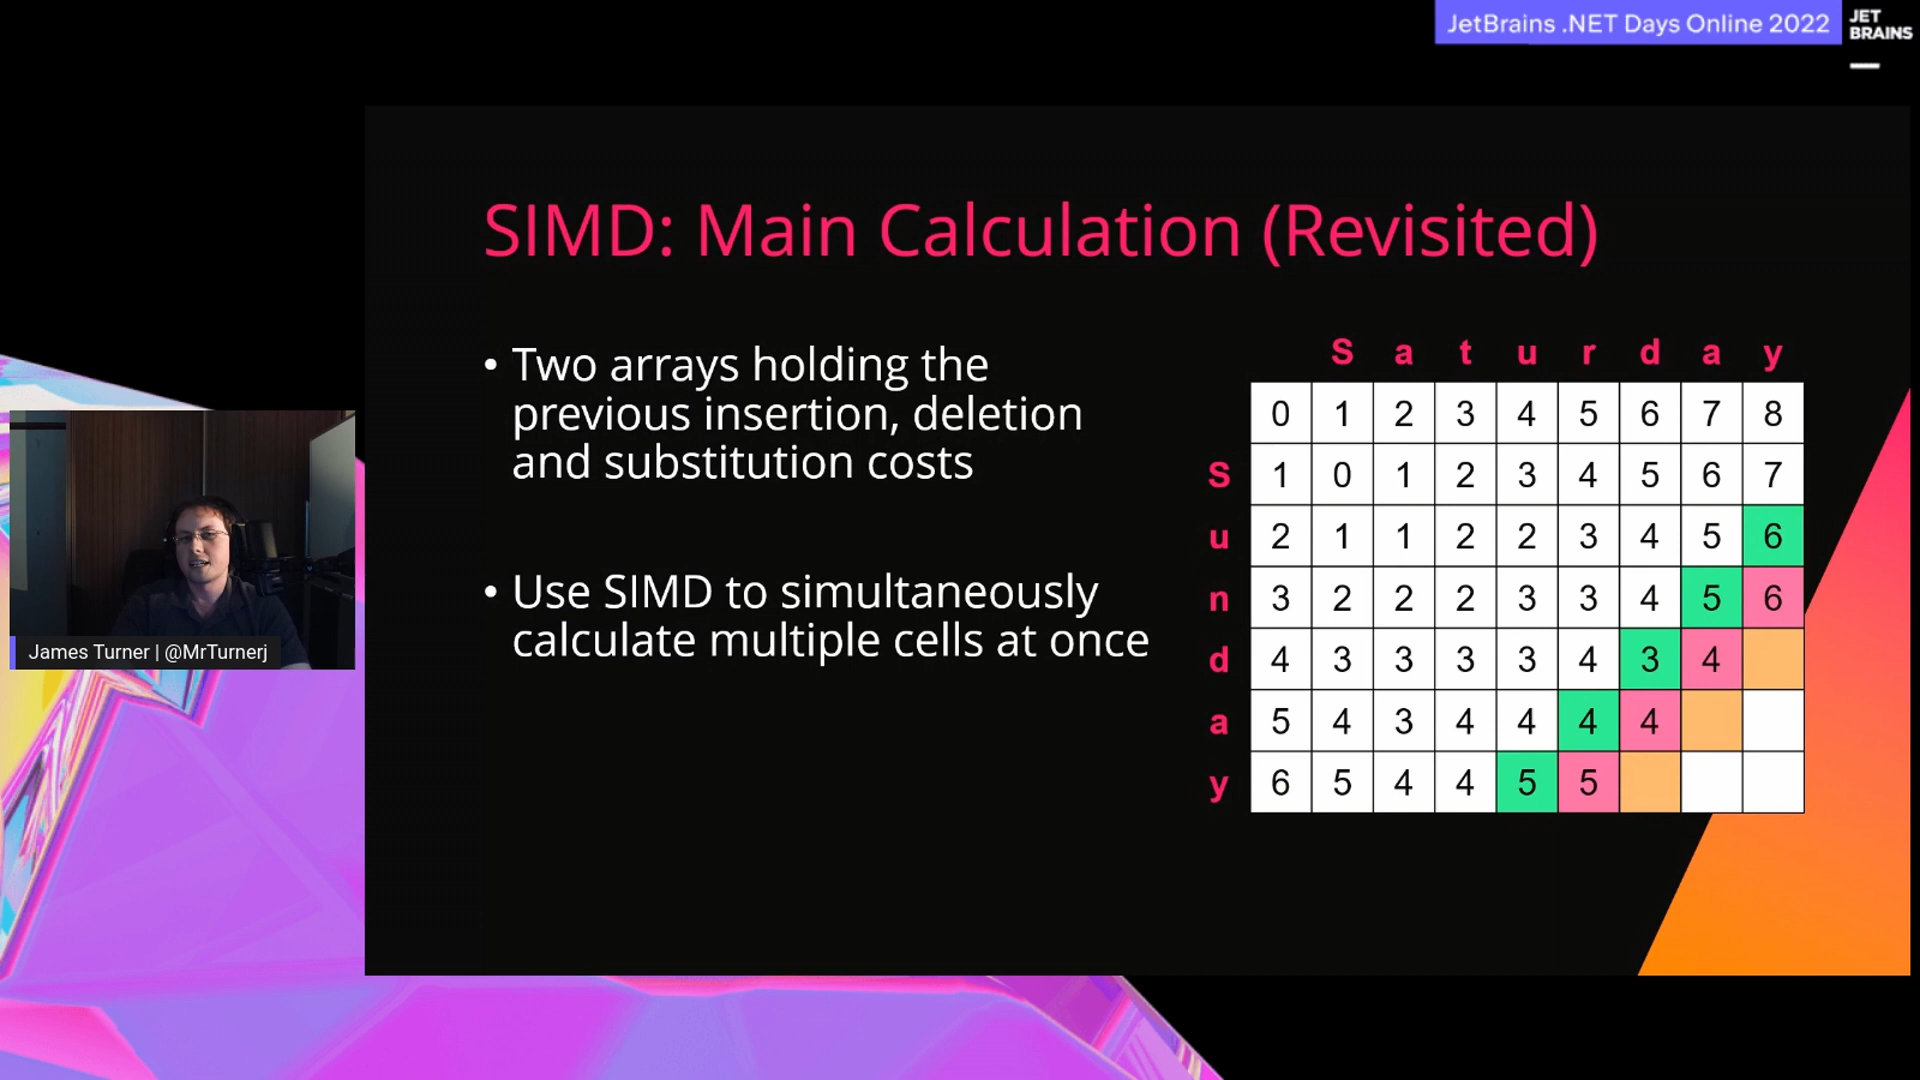 JetBrains .NET Days Online 2022
JET
BRAINS
SIMD: Main Calculation (Revisited)
• Two arrays holding the
previous insertion, deletion
and substitution costs
• Use SIMD to simultaneously
calculate multiple cells at once
S a t u r d a y
0 1 2 3 4 5 6 7 8
S 1 0 1 2 3 4 5 6 7
u 2 1 1 2 2 3 4 5 6
n 3 2 2 2 3 3 4 5 6
d 4 3 3 3 3 4 3 4
a 5 4 3 4 4 4 4
y 6 5 4 4 5 5
James Turner | @MrTurnerj